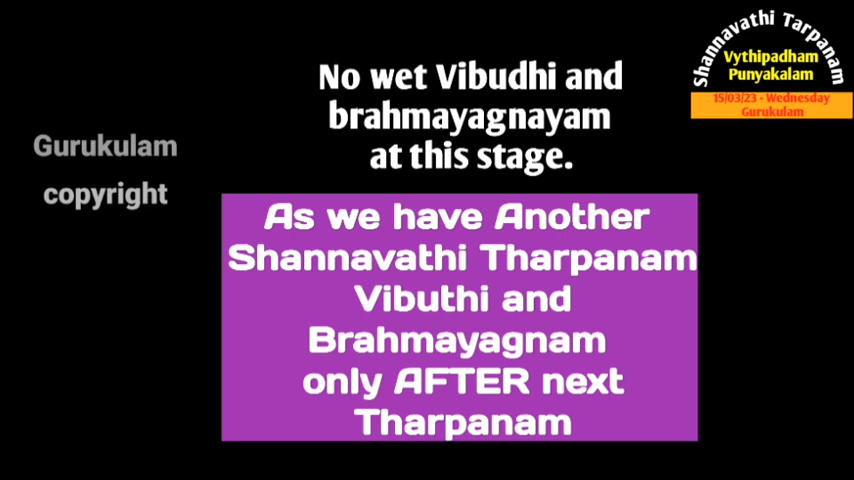 Shannavathi Tarpanam
Vythipadham
Punyakalam
15/03/23 - Wednesday
Gurukulam
No wet Vibudhi and
brahmayagnayam
at this stage.
Gurukulam
copyright
As we have Another
Shannavathi Tharpanam
Vibuthi and
Brahmayagnam
only AFTER next
Tharpanam